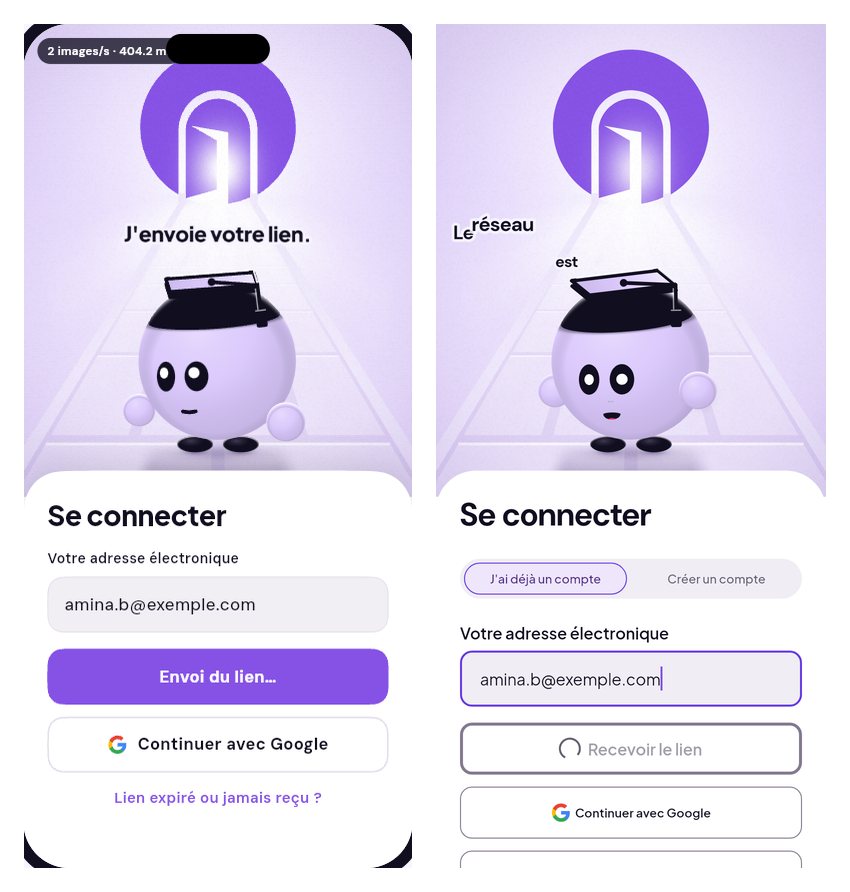 2 images/s · 404.2 m
J'envoie votre lien.
Se connecter
Votre adresse électronique
amina.b@exemple.com
Envoi du lien…
Continuer avec Google
Lien expiré ou jamais reçu ?
Le réseau
est
Se connecter
J'ai déjà un compte
Créer un compte
Votre adresse électronique
amina.b@exemple.com
Recevoir le lien
Continuer avec Google